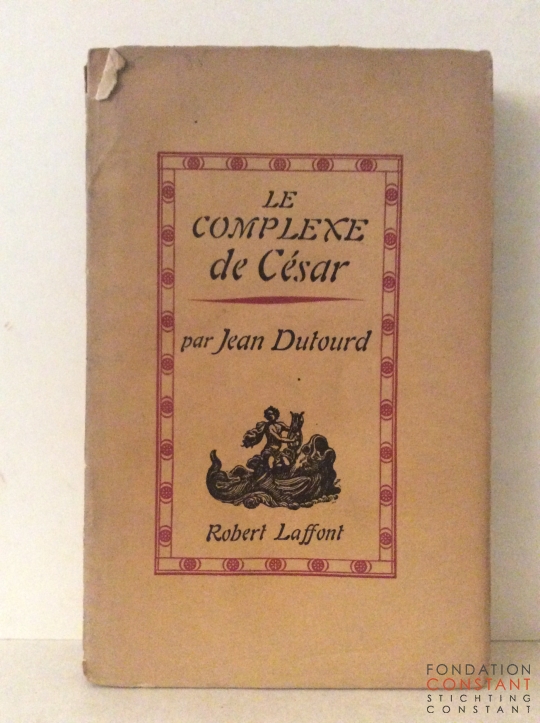 LE
COMPLEXE
de César
par Jean Dutourd
Robert Laffont
FONDATION
CONSTANT
STICHTING
CONSTANT